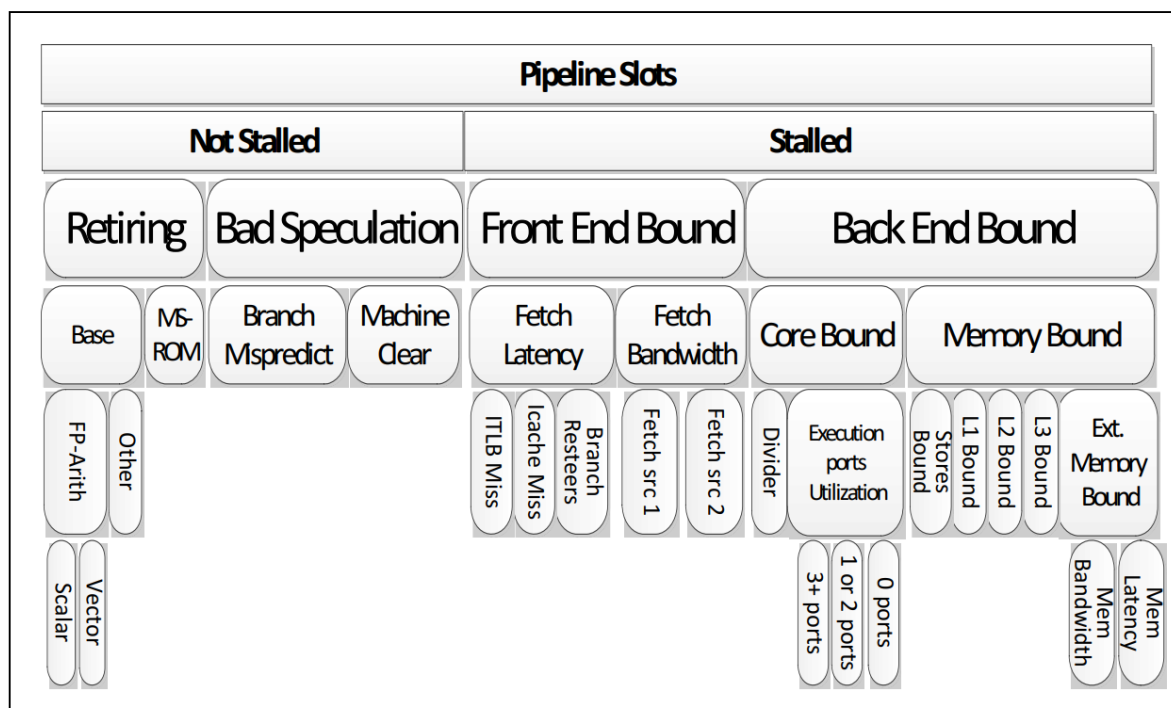 Pipeline Slots
Not Stalled
Stalled
Retiring
Bad Speculation
Front End Bound
Back End Bound
Base
MS-
ROM
Branch
Mispredict
Machine
Clear
Fetch
Latency
Fetch
Bandwidth
Core Bound
Memory Bound
FP-Arith
Other
ITLB Miss
Icache Miss
Branch
Resteers
Fetch src 1
Fetch src 2
Divider
Execution
ports
Utilization
Stores
Bound
L1 Bound
L2 Bound
L3 Bound
Ext.
Memory
Bound
Scalar
Vector
3+ ports
1 or 2 ports
0 ports
Mem
Bandwidth
Mem
Latency